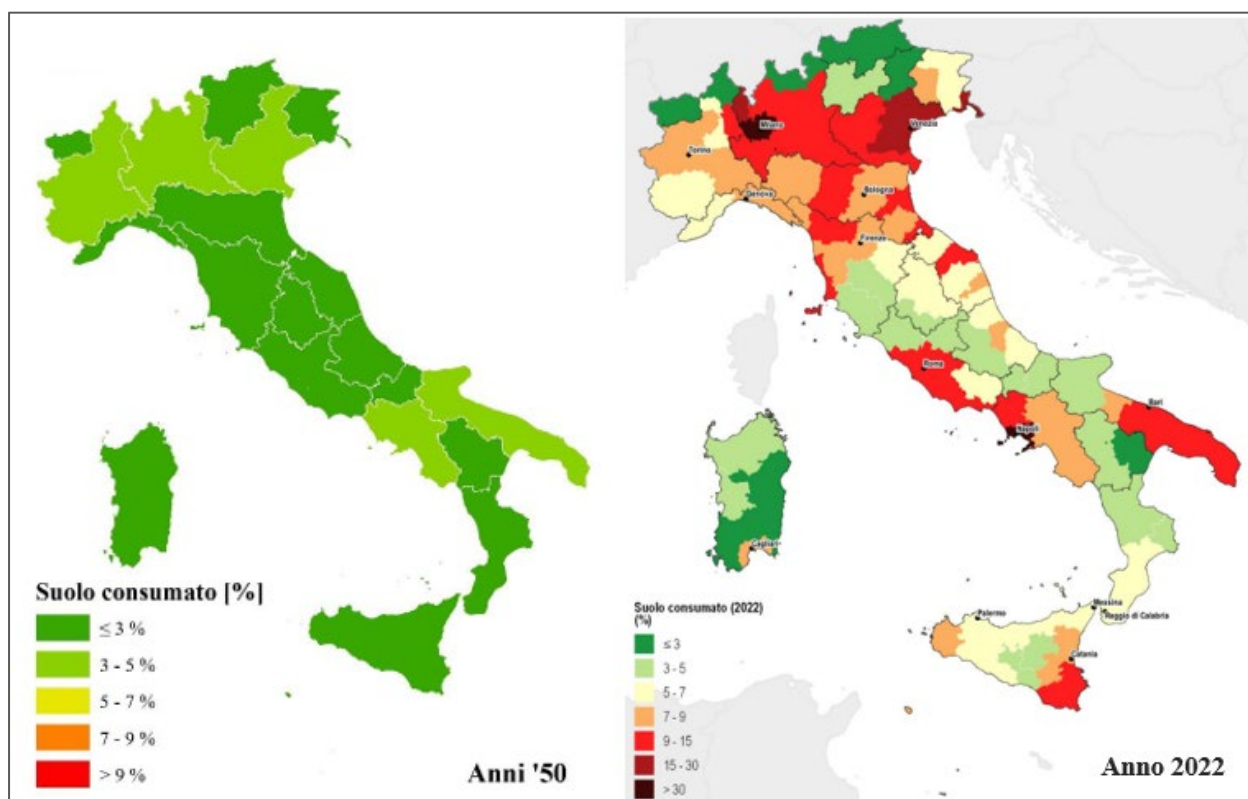 Suolo consumato [%]
≤ 3 %
3 - 5 %
5 - 7 %
7 - 9 %
> 9 %
Anni '50
Milano
Venezia
Torino
Genova
Bologna
Firenze
Roma
Napoli
Bari
Cagliari
Messina
Palermo
Reggio di Calabria
Catania
Suolo consumato (2022)
(%)
≤ 3
3 - 5
5 - 7
7 - 9
9 - 15
15 - 30
> 30
Anno 2022